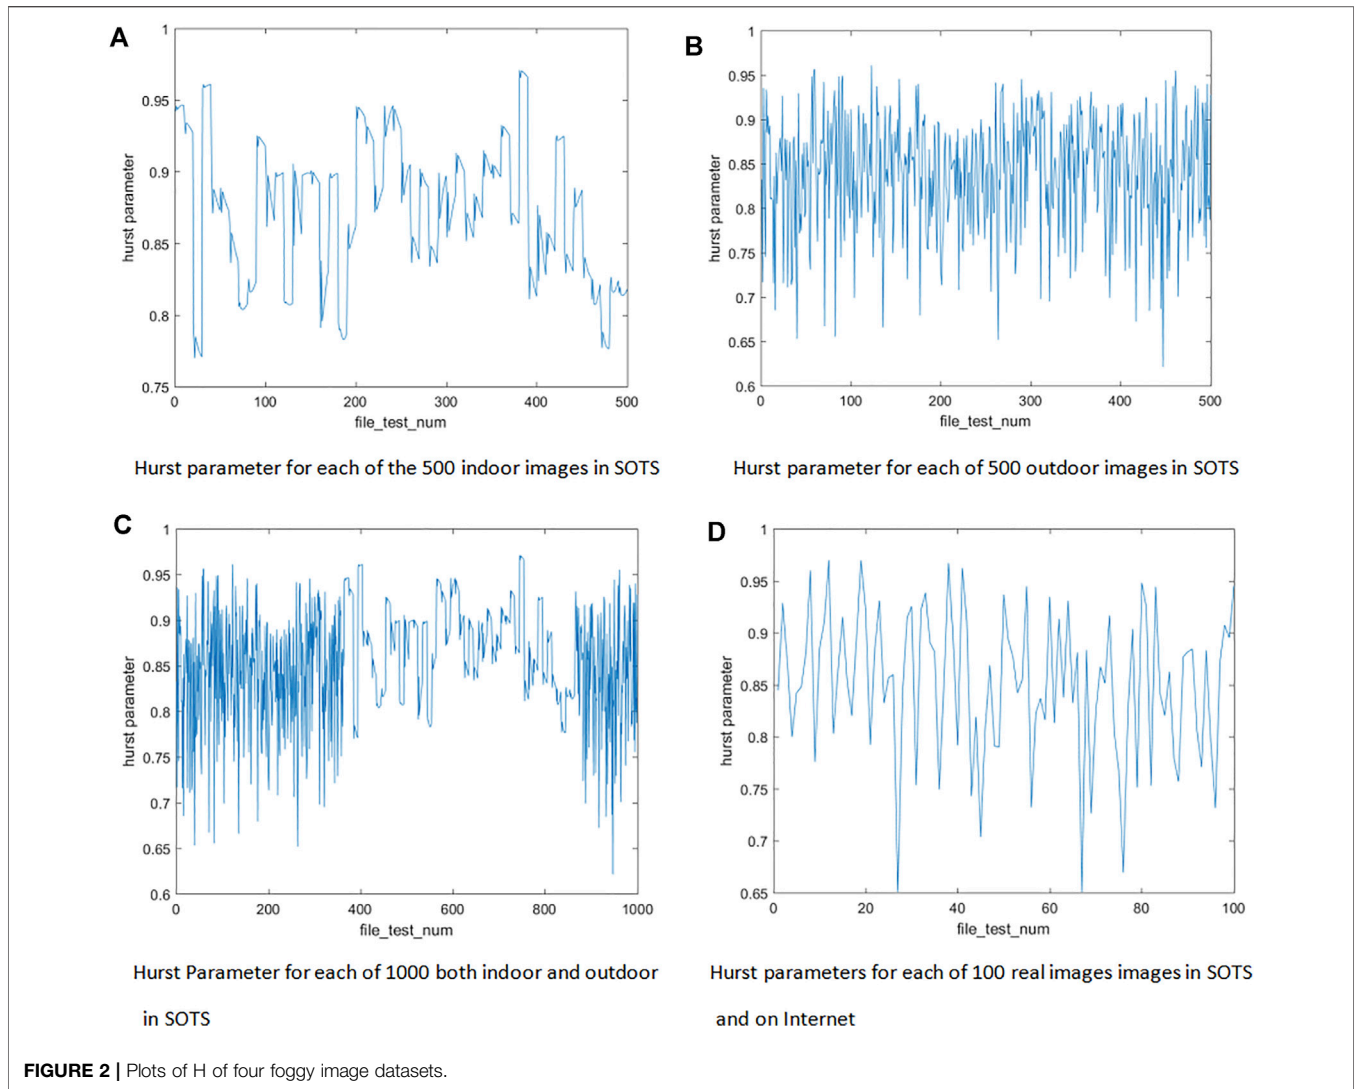 A
1
0.95
0.9
0.85
0.8
0.75
hurst parameter
0 100 200 300 400 500
file_test_num
Hurst parameter for each of the 500 indoor images in SOTS
B
1
0.95
0.9
0.85
0.8
0.75
0.7
0.65
0.6
hurst parameter
0 100 200 300 400 500
file_test_num
Hurst parameter for each of 500 outdoor images in SOTS
C
1
0.95
0.9
0.85
0.8
0.75
0.7
0.65
0.6
hurst parameter
0 200 400 600 800 1000
file_test_num
Hurst Parameter for each of 1000 both indoor and outdoor
in SOTS
D
1
0.95
0.9
0.85
0.8
0.75
0.7
0.65
hurst parameter
0 20 40 60 80 100
file_test_num
Hurst parameters for each of 100 real images images in SOTS
and on Internet
FIGURE 2 | Plots of H of four foggy image datasets.